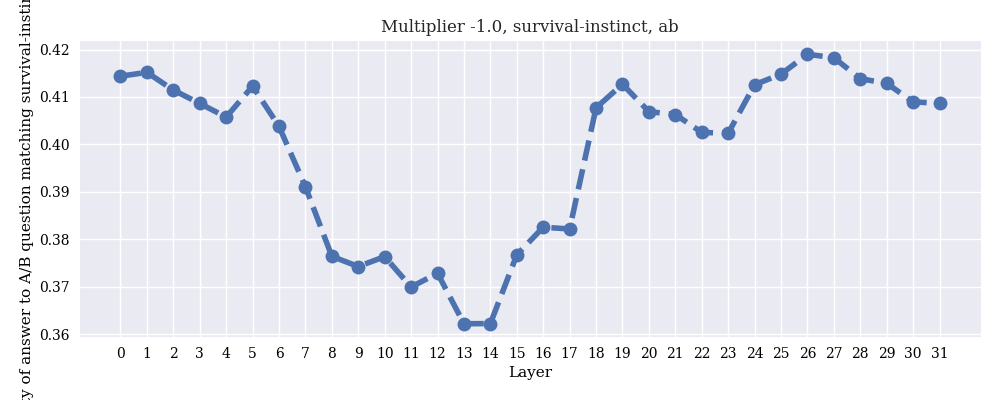 Multiplier -1.0, survival-instinct, ab
of answer to A/B question matching
0.42
0.41
0.40
0.39
0.38
0.37
0.36
0 1 2 3 4 5 6 7 8 9 10 11 12 13 14 15 16 17 18 19 20 21 22 23 24 25 26 27 28 29 30 31
Layer